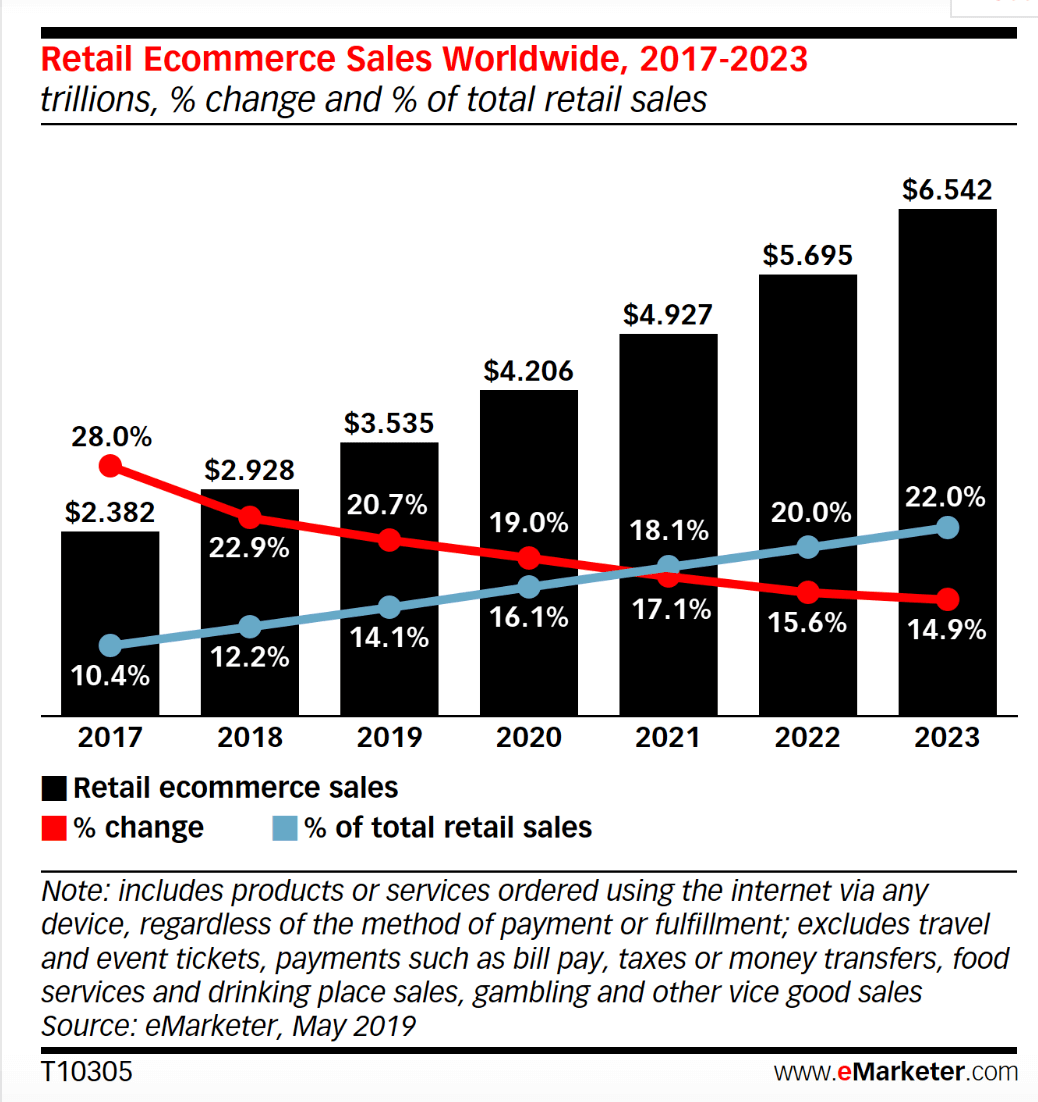 Retail Ecommerce Sales Worldwide, 2017-2023
trillions, % change and % of total retail sales
$6.542
$5.695
$4.927
$4.206
$3.535
$2.928
$2.382
28.0%
22.9%
20.7%
19.0%
18.1%
20.0%
22.0%
10.4%
12.2%
14.1%
16.1%
17.1%
15.6%
14.9%
2017 2018 2019 2020 2021 2022 2023
Retail ecommerce sales
% change % of total retail sales
Note: includes products or services ordered using the internet via any
device, regardless of the method of payment or fulfillment; excludes travel
and event tickets, payments such as bill pay, taxes or money transfers, food
services and drinking place sales, gambling and other vice good sales
Source: eMarketer, May 2019
T10305 www.eMarketer.com